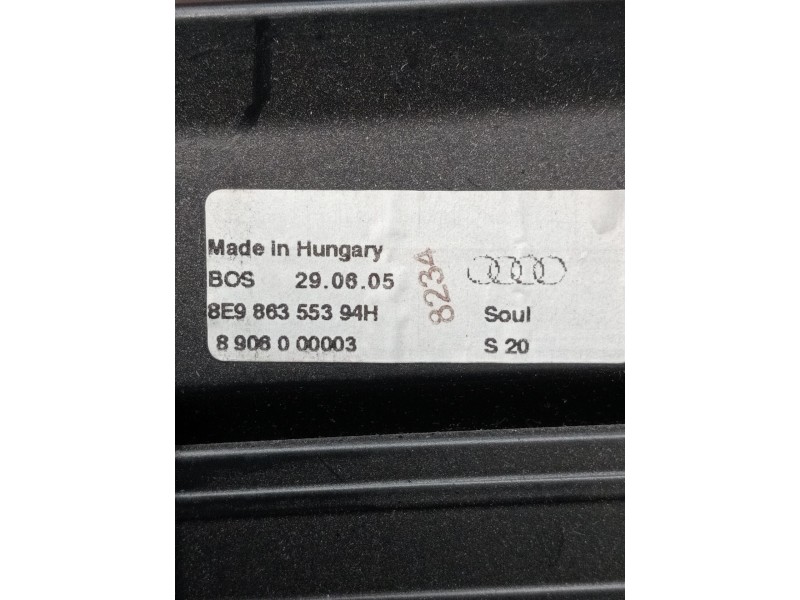 Made in Hungary
BOS 29.06.05
8E9 863 553 94H
Soul
8 906 0 00003
S 20
8234